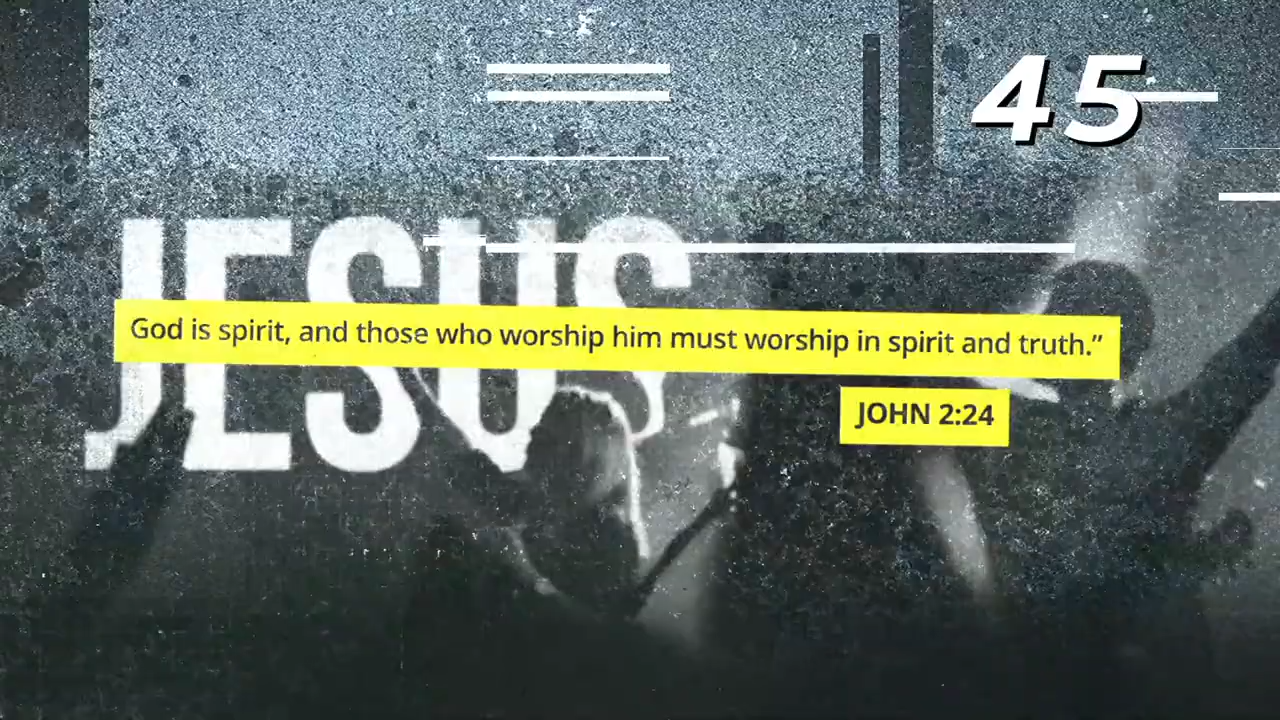 45
JESUS
God is spirit, and those who worship him must worship in spirit and truth.”
JOHN 2:24